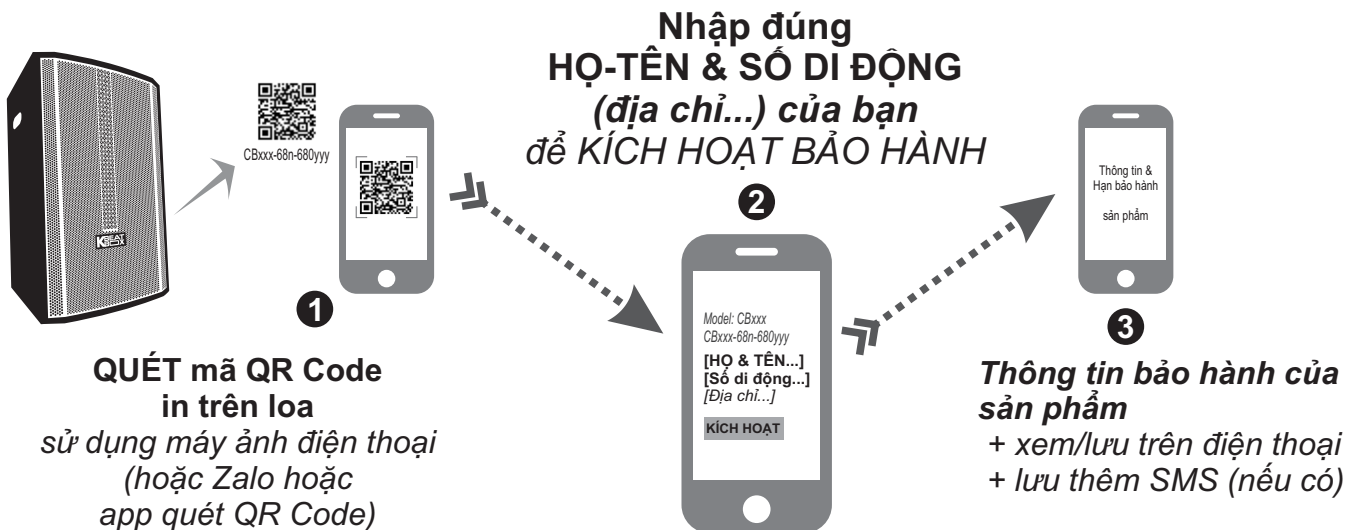 Nhập đúng
HỌ-TÊN & SỐ DI ĐỘNG
(địa chỉ...) của bạn
để KÍCH HOẠT BẢO HÀNH
CBxxx-68n-680yyy
KBEAT
BOX
1
QUÉT mã QR Code
in trên loa
sử dụng máy ảnh điện thoại
(hoặc Zalo hoặc
app quét QR Code)
2
Model: CBxxx
CBxxx-68n-680yyy
[HỌ & TÊN...]
[Số di động...]
[Địa chỉ...]
KÍCH HOẠT
Thông tin &
Hạn bảo hành
sản phẩm
3
Thông tin bảo hành của
sản phẩm
+ xem/lưu trên điện thoại
+ lưu thêm SMS (nếu có)